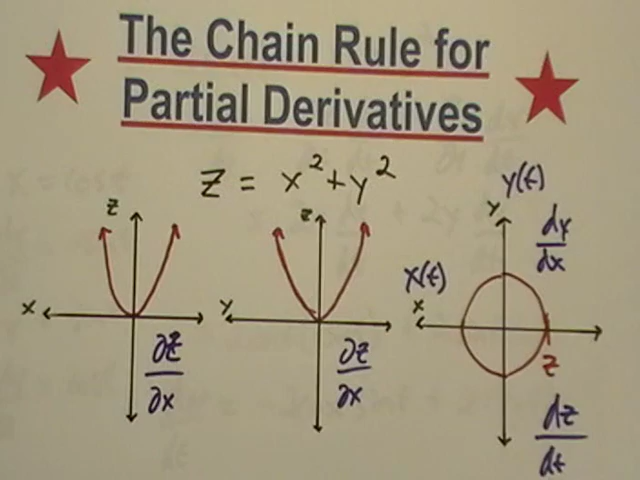 The Chain Rule for
Partial Derivatives
z = x² + y²
z
x
∂z/∂x
z
y
∂z/∂x
y(t)
y
dy/dx
x(t)
x
z
dz/dt